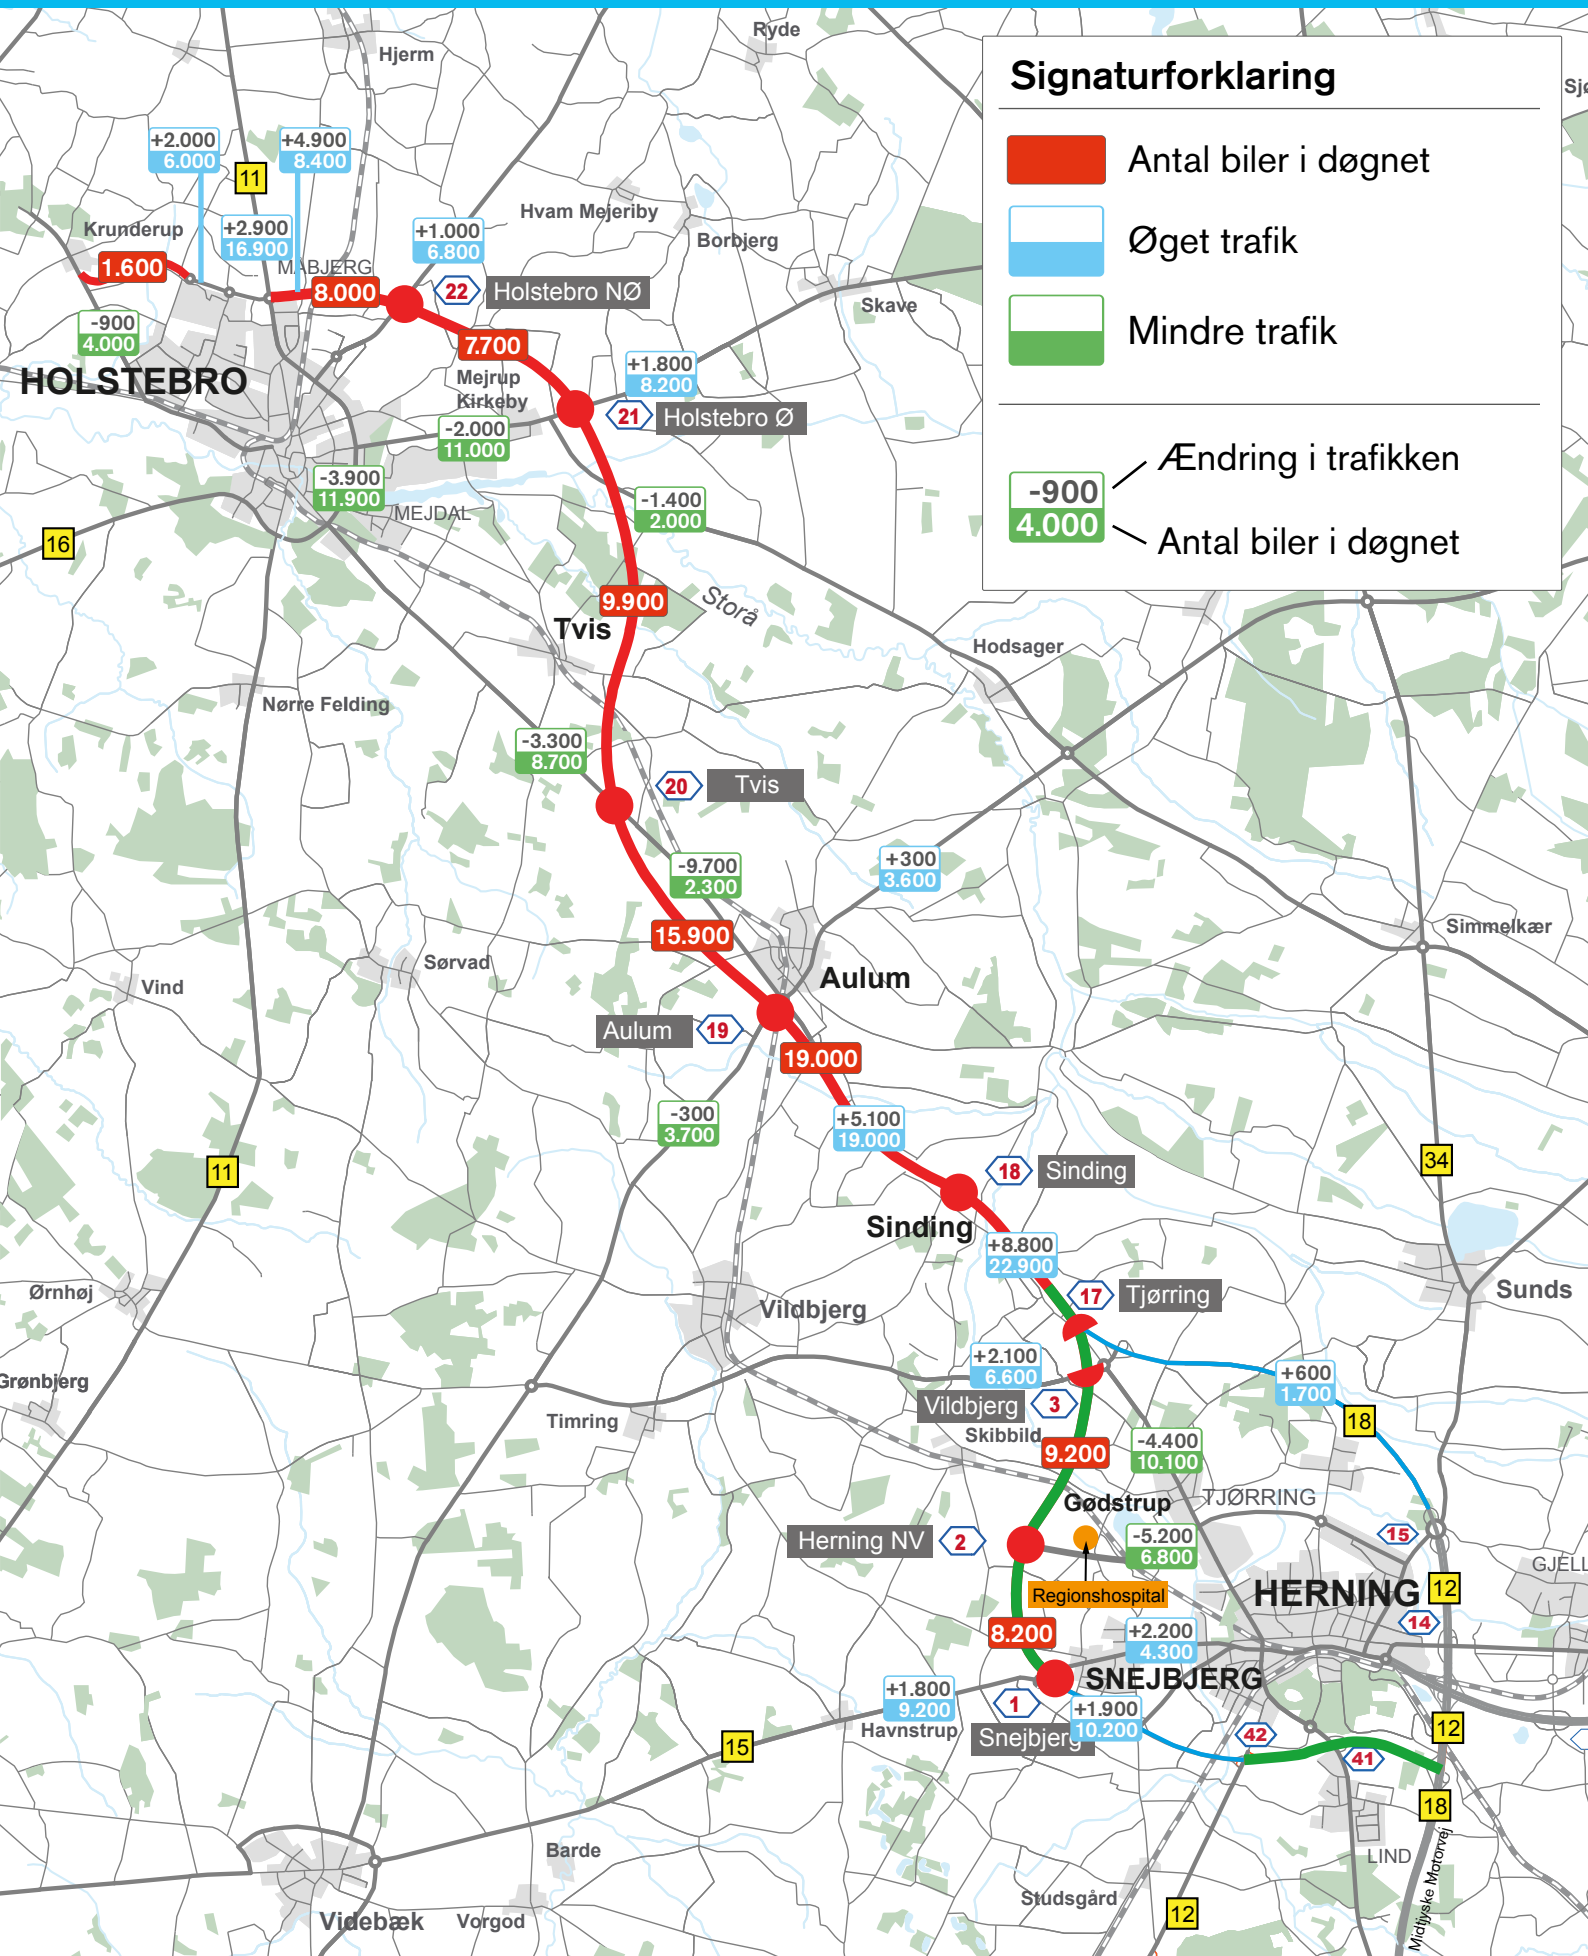 Signaturforklaring
Antal biler i døgnet
Øget trafik
Mindre trafik
-900
4.000
Ændring i trafikken
Antal biler i døgnet
Ryde
Hjerm
+2.000
6.000
+4.900
8.400
11
Krunderup
+2.900
16.900
MABJERG
+1.000
6.800
Hvam Mejeriby
Borbjerg
1.600
8.000
22
Holstebro NØ
Skave
-900
4.000
7.700
HOLSTEBRO
Mejrup
Kirkeby
+1.800
8.200
21
Holstebro Ø
-2.000
11.000
-3.900
11.900
MEJDAL
-1.400
2.000
16
9.900
Storå
Tvis
Hodsager
Nørre Felding
-3.300
8.700
20
Tvis
-9.700
2.300
+300
3.600
15.900
Simmelkær
Sørvad
Vind
Aulum
Aulum
19
19.000
-300
3.700
+5.100
19.000
11
34
18
Sinding
Sinding
+8.800
22.900
Ørnhøj
17
Tjørring
Sunds
Vildbjerg
+2.100
6.600
Grønbjerg
+600
1.700
Vildbjerg
3
18
Timring
Skibbild
9.200
-4.400
10.100
Gødstrup
TJØRRING
Herning NV
2
-5.200
6.800
15
GJELL
Regionshospital
HERNING
12
14
8.200
+2.200
4.300
SNEJBJERG
+1.800
9.200
1
+1.900
10.200
Havnstrup
Snejbjerg
15
42
41
12
18
Barde
LIND
Midtjyske Motorvej
Studsgård
12
Videbæk
Vorgod